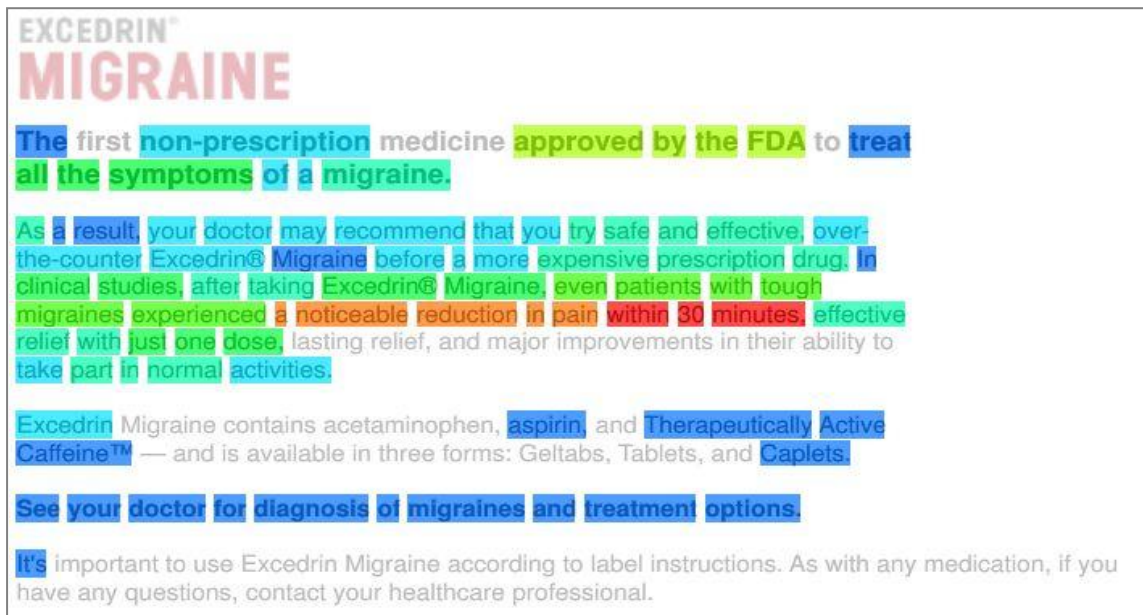 EXCEDRIN®
MIGRAINE
The first non-prescription medicine approved by the FDA to treat
all the symptoms of a migraine.
As a result, your doctor may recommend that you try safe and effective, over-
the-counter Excedrin® Migraine before a more expensive prescription drug. In
clinical studies, after taking Excedrin® Migraine, even patients with tough
migraines experienced a noticeable reduction in pain within 30 minutes, effective
relief with just one dose, lasting relief, and major improvements in their ability to
take part in normal activities.
Excedrin Migraine contains acetaminophen, aspirin, and Therapeutically Active
Caffeine™ — and is available in three forms: Geltabs, Tablets, and Caplets.
See your doctor for diagnosis of migraines and treatment options.
It's important to use Excedrin Migraine according to label instructions. As with any medication, if you
have any questions, contact your healthcare professional.